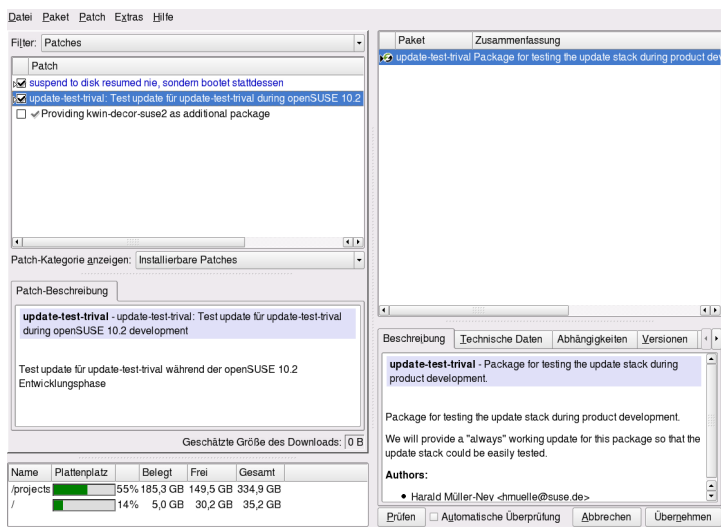 Datei Paket Patch Extras Hilfe
Filter: Patches
Patch
suspend to disk resumed nie, sondern bootet stattdessen
update-test-trival: Test update für update-test-trival during openSUSE 10.2
Providing kwin-decor-suse2 as additional package
Patch-Kategorie anzeigen: Installierbare Patches
Patch-Beschreibung
update-test-trival - update-test-trival: Test update für update-test-trival
during openSUSE 10.2 development
Test update für update-test-trival während der openSUSE 10.2
Entwicklungsphase
Geschätzte Größe des Downloads: 0 B
Name Plattenplatz Belegt Frei Gesamt
/projects 55% 185,3 GB 149,5 GB 334,9 GB
/ 14% 5,0 GB 30,2 GB 35,2 GB
Paket Zusammenfassung
update-test-trival Package for testing the update stack during product dev
Beschreibung Technische Daten Abhängigkeiten Versionen
update-test-trival - Package for testing the update stack during
product development.
Package for testing the update stack during product development.
We will provide a "always" working update for this package so that the
update stack could be easily tested.
Authors:
• Harald Müller-Ney <hmuelle@suse.de>
Prüfen Automatische Überprüfung Abbrechen Übernehmen